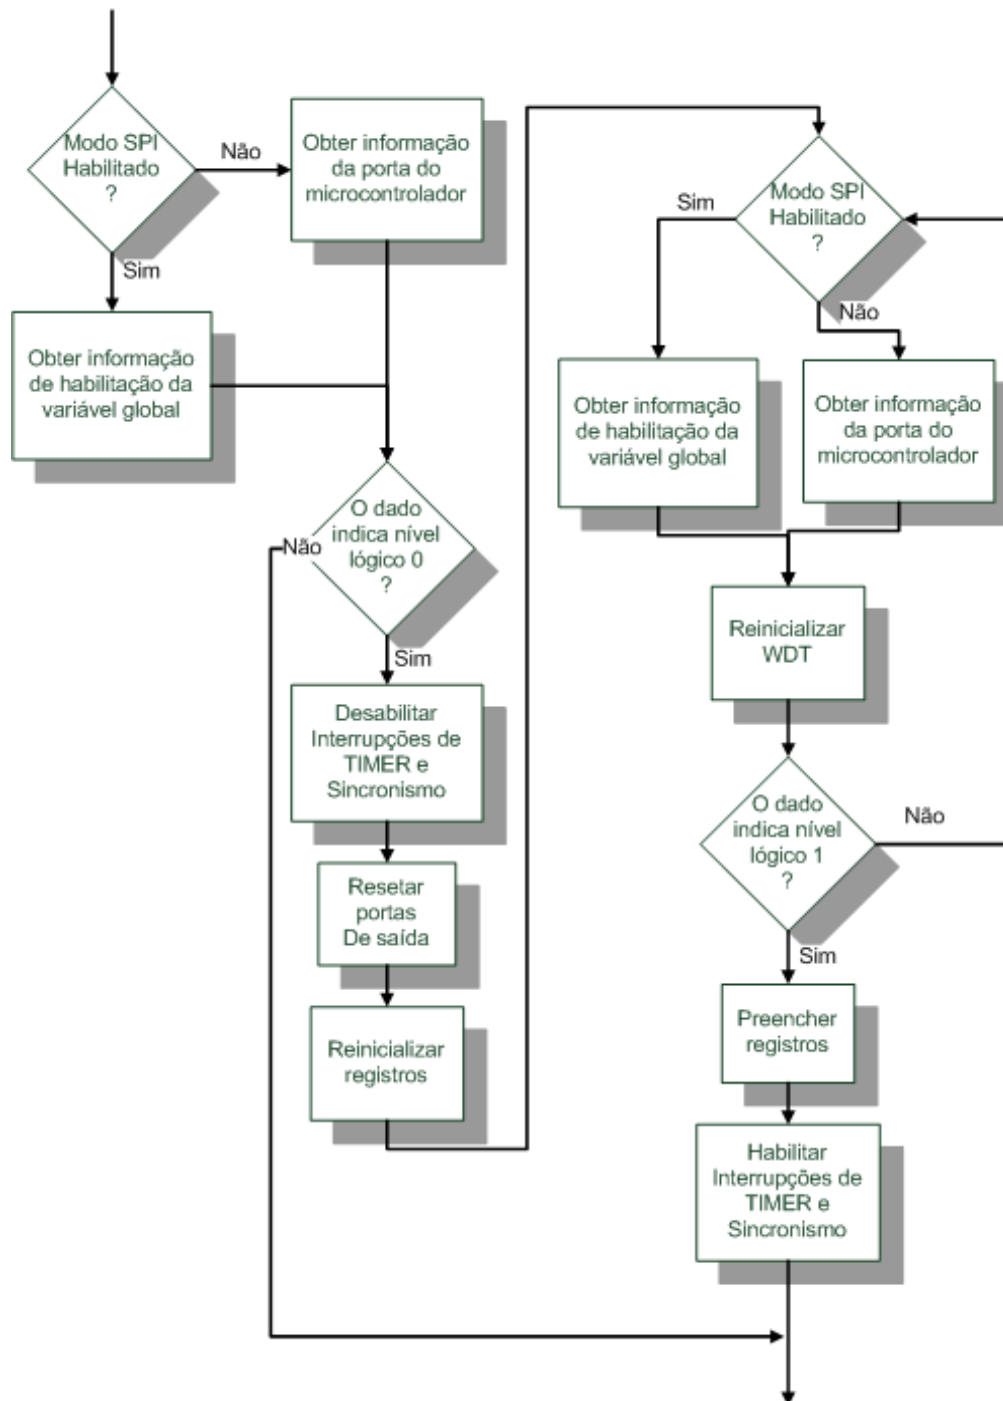 Modo SPI
Habilitado
?
Não
Obter informação
da porta do
microcontrolador
Sim
Obter informação
de habilitação da
variável global
O dado
indica nível
lógico 0
?
Não
Sim
Desabilitar
Interrupções de
TIMER e
Sincronismo
Resetar
portas
De saída
Reinicializar
registros
Modo SPI
Habilitado
?
Sim
Não
Obter informação
de habilitação da
variável global
Obter informação
da porta do
microcontrolador
Reinicializar
WDT
O dado
indica nível
lógico 1
?
Não
Sim
Preencher
registros
Habilitar
Interrupções de
TIMER e
Sincronismo